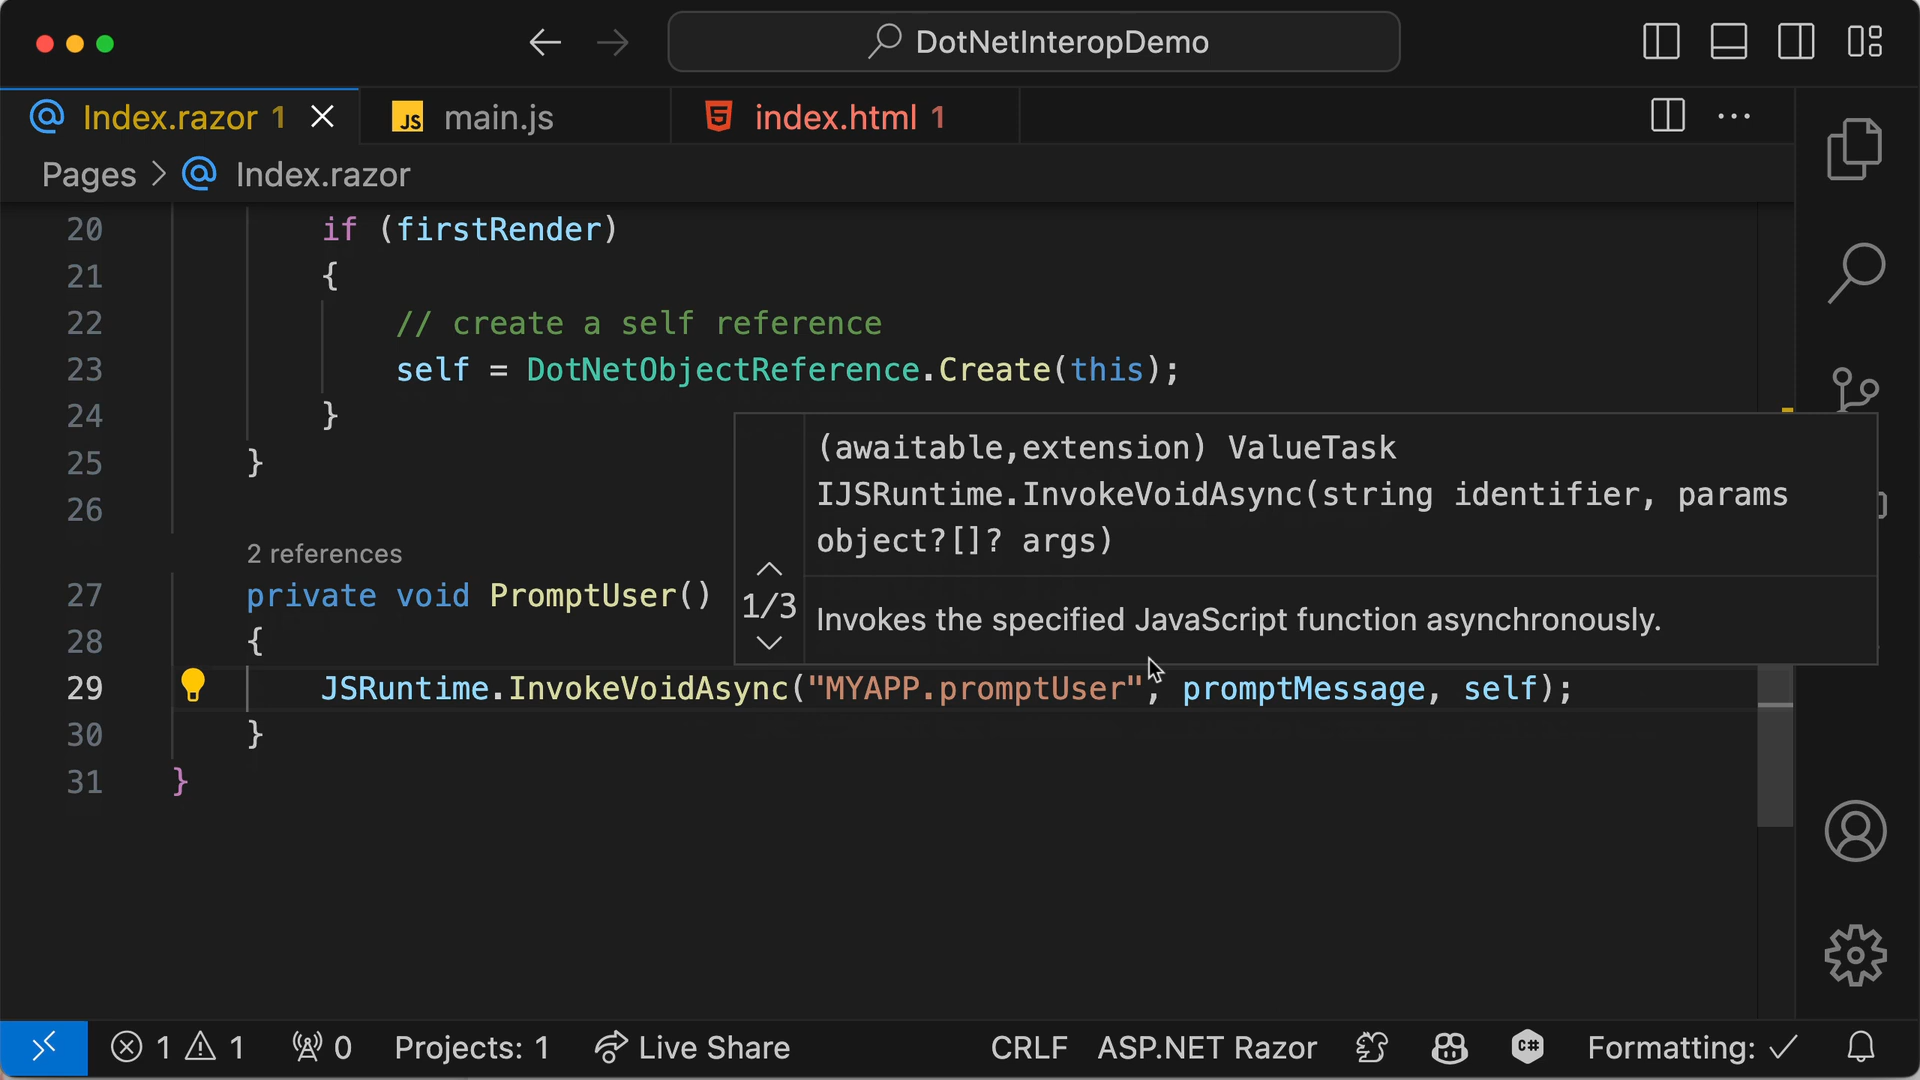 DotNetInteropDemo
Index.razor 1
JS main.js
index.html 1
Pages > Index.razor
20 if (firstRender)
21 {
22 // create a self reference
23 self = DotNetObjectReference.Create(this);
24 }
25 }
26
(awaitable,extension) ValueTask
IJSRuntime.InvokeVoidAsync(string identifier, params
object?[]? args)
1/3
Invokes the specified JavaScript function asynchronously.
2 references
27 private void PromptUser()
28 {
29 JSRuntime.InvokeVoidAsync("MYAPP.promptUser", promptMessage, self);
30 }
31 }
1 1 0 Projects: 1 Live Share CRLF ASP.NET Razor C# Formatting: ✓